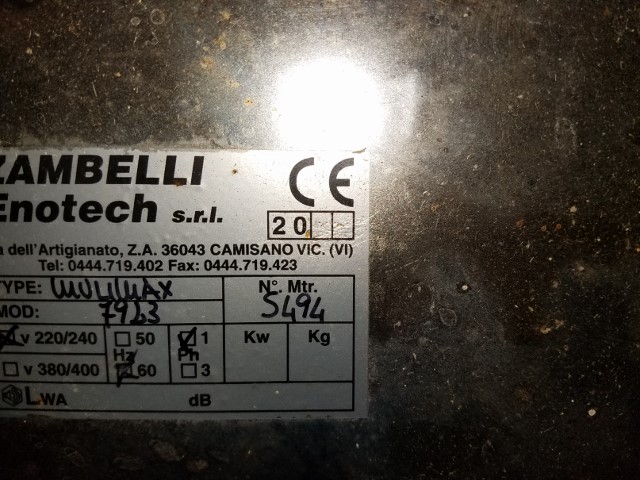 ZAMBELLI
Enotech s.r.l.
CE
20
a dell'Artigianato, Z.A. 36043 CAMISANO VIC. (VI)
Tel: 0444.719.402 Fax: 0444.719.423
TYPE: N°. Mtr.
MOD: 7923 5494
v 220/240 50 1 Kw Kg
Hz Ph
v 380/400 60 3
LWA dB